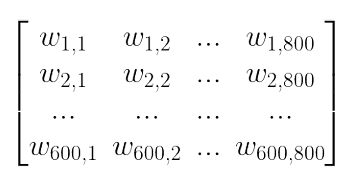 w1,1 w1,2 ... w1,800
w2,1 w2,2 ... w2,800
... ... ... ...
w600,1 w600,2 ... w600,800